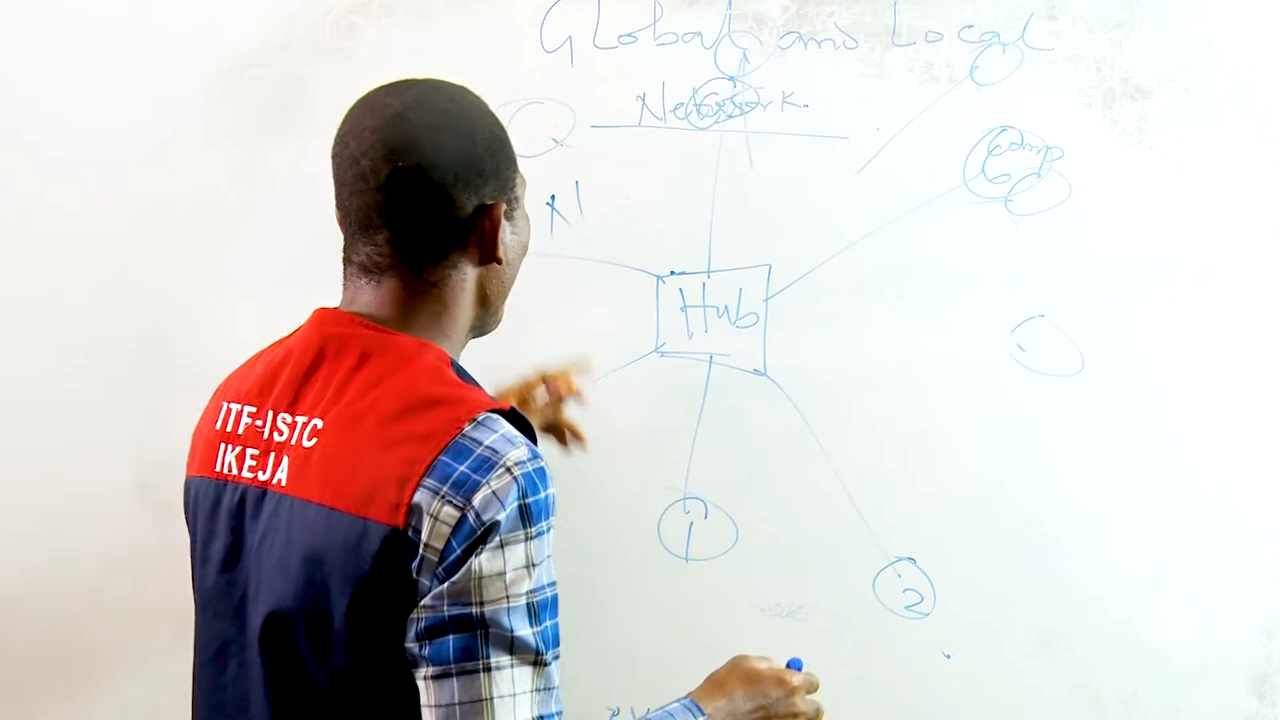 Global and Local
Network.
Comp
Hub
ITF-ISTC
IKEJA
1
2